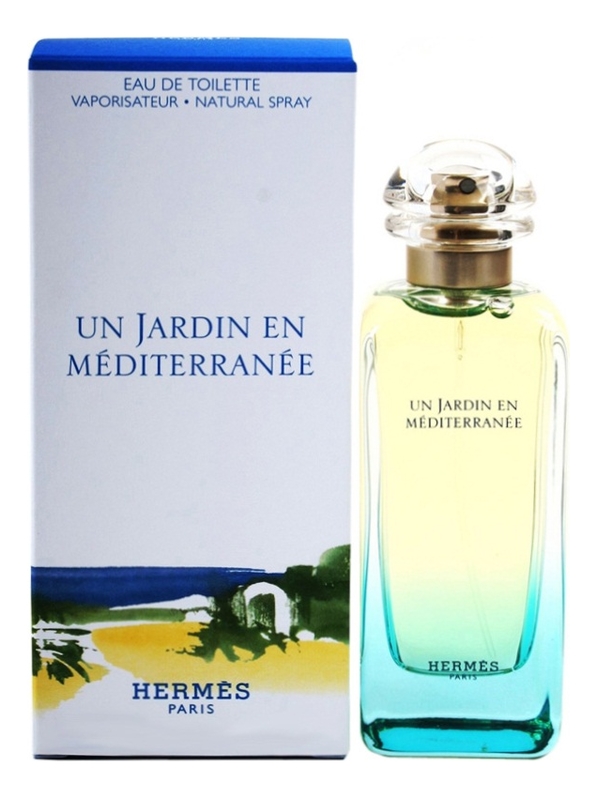 EAU DE TOILETTE
VAPORISATEUR • NATURAL SPRAY
UN JARDIN EN
MÉDITERRANÉE
HERMÈS
PARIS
UN JARDIN EN
MÉDITERRANÉE
HERMÈS
PARIS